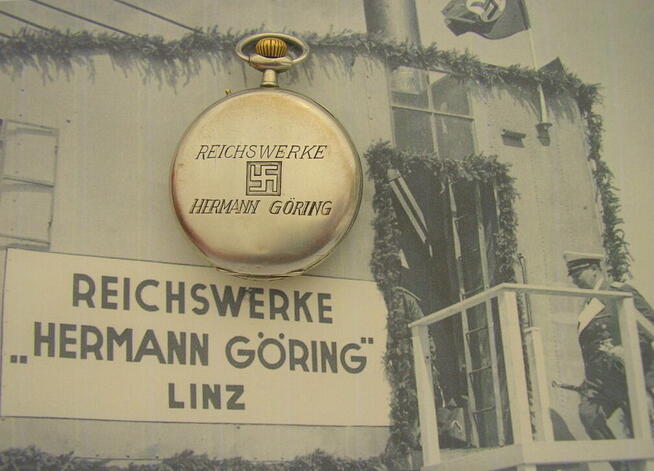 REICHSWERKE
HERMANN GÖRING
REICHSWERKE
„HERMANN GÖRING"
LINZ